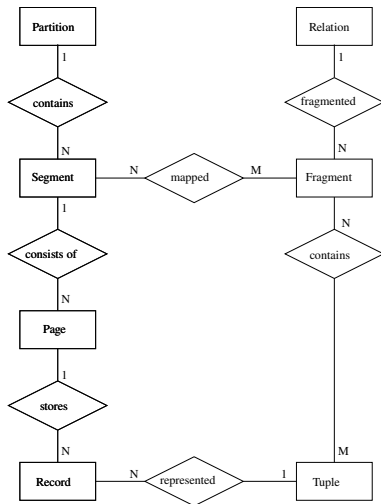 Partition Relation
1 1
contains fragmented
N N
Segment N mapped M Fragment
1 N
consists of contains
N
Page
1
stores
N M
Record N represented 1 Tuple